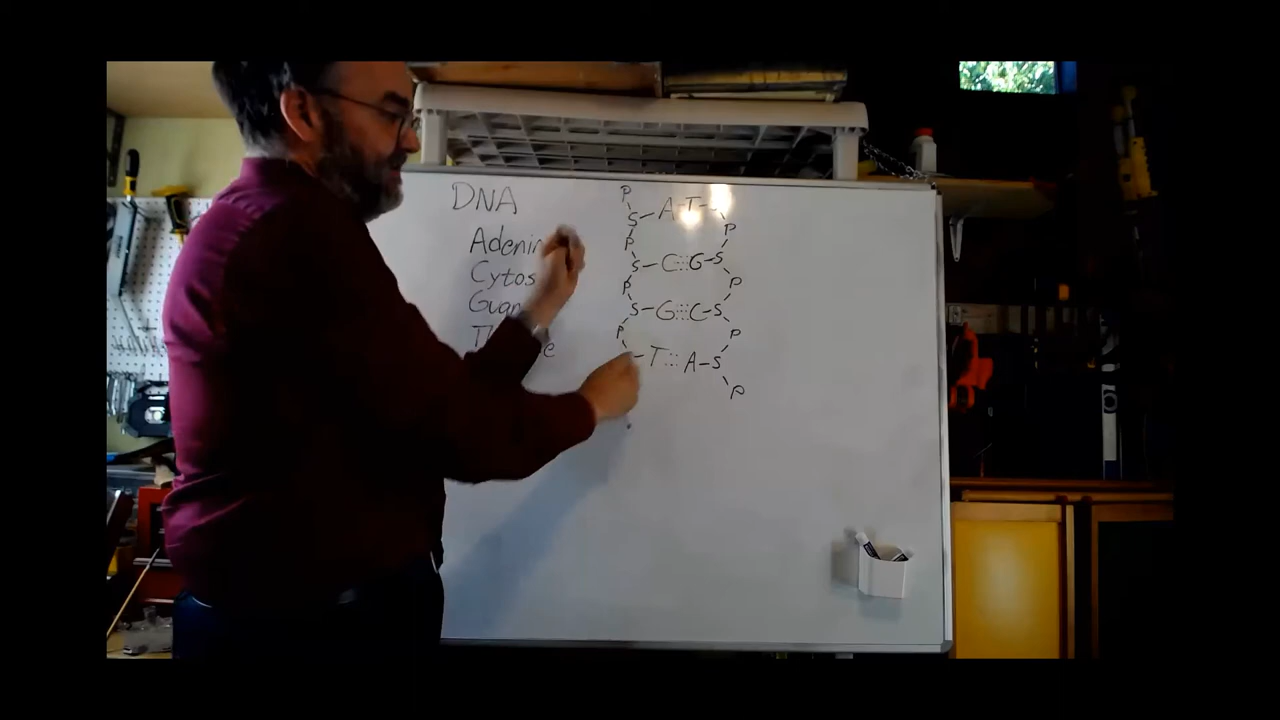 DNA
Adenin
Cytos
Guan
P
S-A-T-
P P
S-C:::G-S
P P
S-G:::C-S
P P
-T:::A-S
P